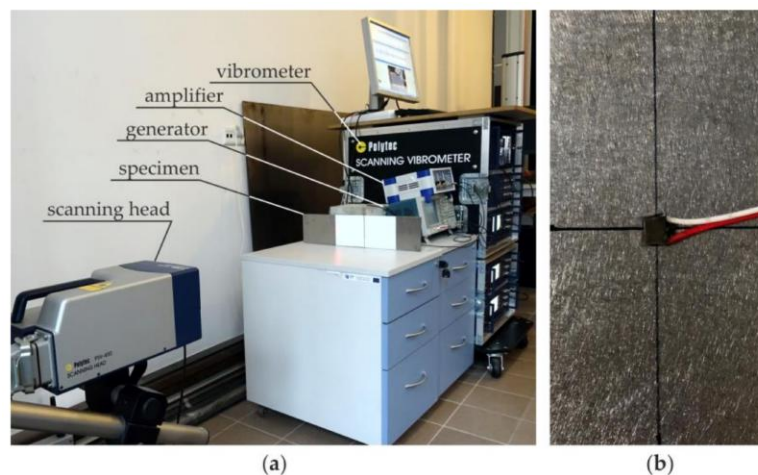 vibrometer
amplifier
generator
specimen
scanning head
Polytec
SCANNING VIBROMETER
Polytec
SCANNING HEAD
(a)
(b)